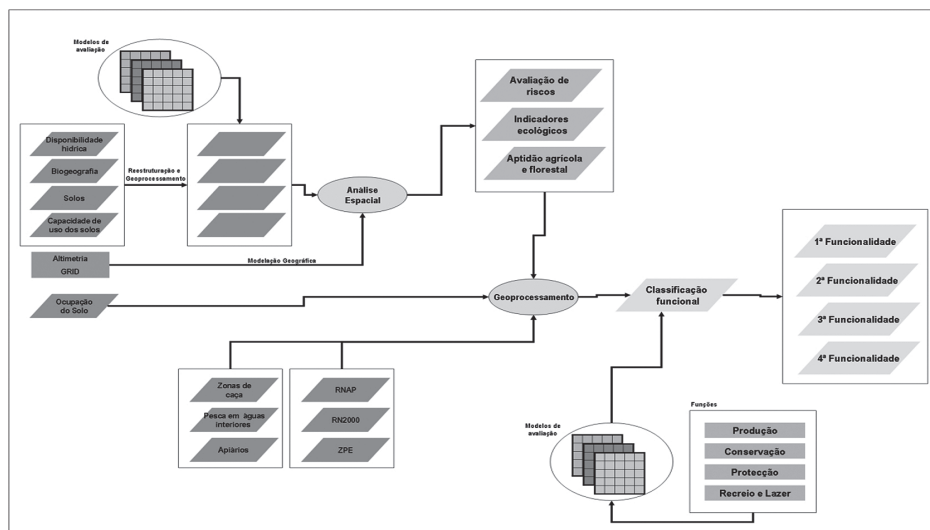 Modelos de
avaliação
Disponibilidade
hídrica
Biogeografia
Solos
Capacidade de
uso dos solos
Reestruturação e
Geoprocessamento
Análise
Espacial
Avaliação de
riscos
Indicadores
ecológicos
Aptidão agrícola
e florestal
Altimetria
GRID
Modelação Geográfica
Ocupação
do Solo
Geoprocessamento
Classificação
funcional
1ª Funcionalidade
2ª Funcionalidade
3ª Funcionalidade
4ª Funcionalidade
Zonas de
caça
Pesca em águas
interiores
Apiários
RNAP
RN2000
ZPE
Modelos de
avaliação
Funções
Produção
Conservação
Protecção
Recreio e Lazer